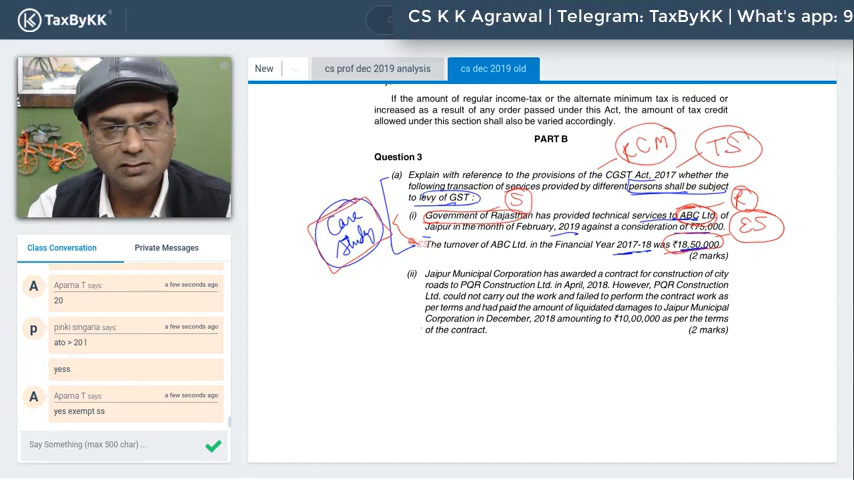 CS K K Agrawal | Telegram: TaxByKK | What's app: 9
TaxByKK
New
cs prof dec 2019 analysis
cs dec 2019 old
If the amount of regular income-tax or the alternate minimum tax is reduced or
increased as a result of any order passed under this Act, the amount of tax credit
allowed under this section shall also be varied accordingly.
PART B
KCM
TS
Question 3
(a) Explain with reference to the provisions of the CGST Act, 2017 whether the
following transaction of services provided by different persons shall be subject
to levy of GST :
S
R
(i) Government of Rajasthan has provided technical services to ABC Ltd. of
Jaipur in the month of February, 2019 against a consideration of ₹75,000.
ES
The turnover of ABC Ltd. in the Financial Year 2017-18 was ₹18,50,000.
(2 marks)
Case
Study
(ii) Jaipur Municipal Corporation has awarded a contract for construction of city
roads to PQR Construction Ltd. in April, 2018. However, PQR Construction
Ltd. could not carry out the work and failed to perform the contract work as
per terms and had paid the amount of liquidated damages to Jaipur Municipal
Corporation in December, 2018 amounting to ₹10,00,000 as per the terms
of the contract. (2 marks)
Class Conversation
Private Messages
A
Aparna T says:
a few seconds ago
20
p
pinki singaria says:
a few seconds ago
ato > 20 l
yess
A
Aparna T says:
a few seconds ago
yes exempt ss
Say Something (max 500 char) ...